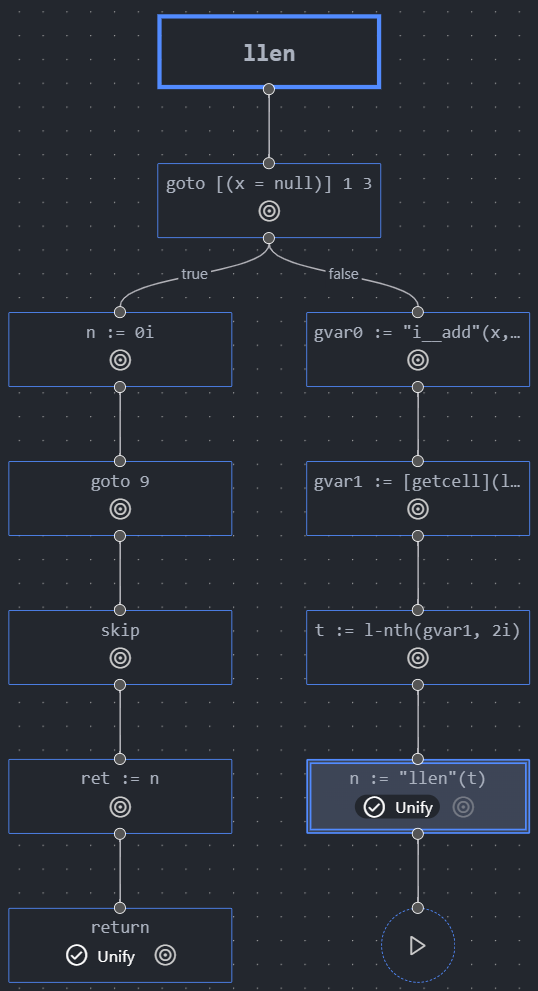 llen
goto [(x = null)] 1 3
true
false
n := 0i
gvar0 := "i__add"(x,…
goto 9
gvar1 := [getcell](l…
skip
t := l-nth(gvar1, 2i)
ret := n
n := "llen"(t)
Unify
return
Unify